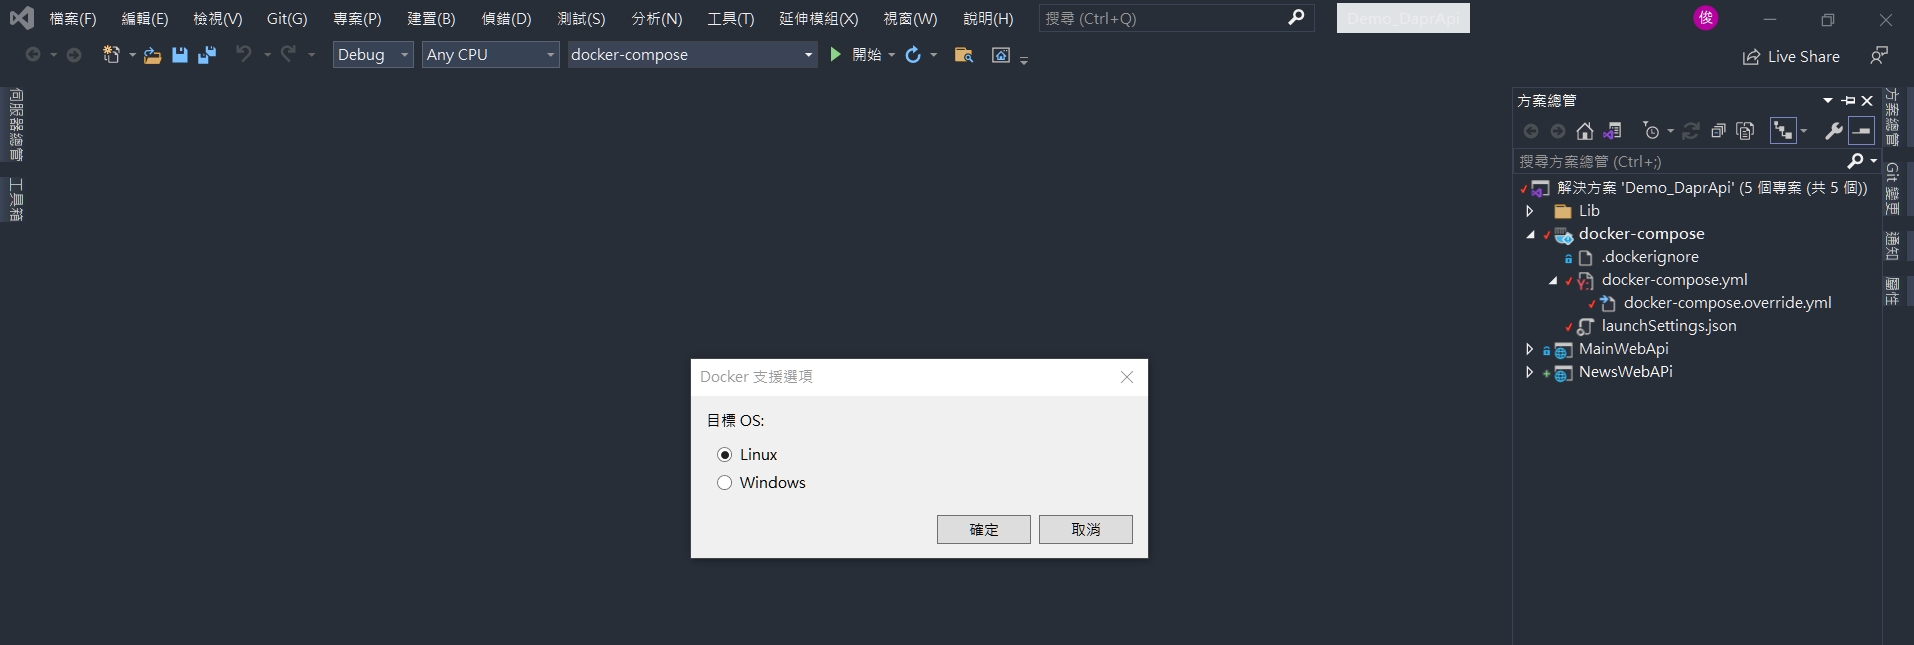 檔案(F) 編輯(E) 檢視(V) Git(G) 專案(P) 建置(B) 偵錯(D) 測試(S) 分析(N) 工具(T) 延伸模組(X) 視窗(W) 說明(H) 搜尋 (Ctrl+Q) Demo_DaprApi 俊
Debug Any CPU docker-compose 開始 Live Share
伺服器總管
工具箱
Docker 支援選項
目標 OS:
Linux
Windows
確定 取消
方案總管
搜尋方案總管 (Ctrl+;)
解決方案 'Demo_DaprApi' (5 個專案 (共 5 個))
Lib
docker-compose
.dockerignore
docker-compose.yml
docker-compose.override.yml
launchSettings.json
MainWebApi
NewsWebAPi
方案總管
Git 變更
通知
屬性